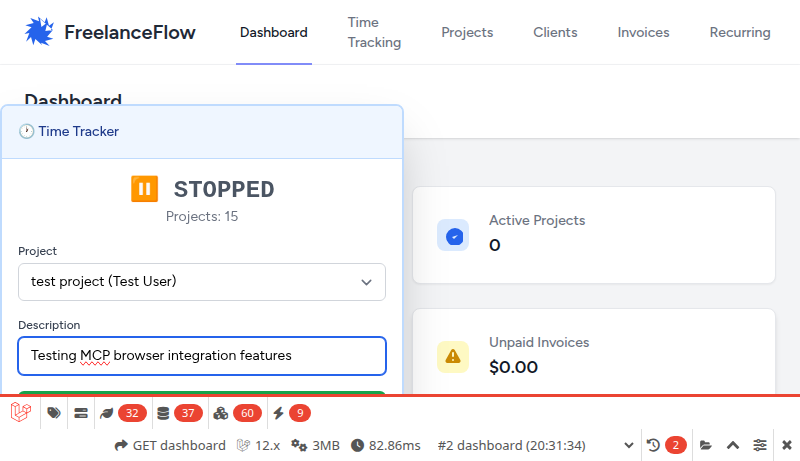 FreelanceFlow
Dashboard
Time
Tracking
Projects
Clients
Invoices
Recurring
Dashboard
🕐 Time Tracker
⏸️ STOPPED
Projects: 15
Project
test project (Test User)
Description
Testing MCP browser integration features
Active Projects
0
Unpaid Invoices
$0.00
32
37
60
9
GET dashboard
12.x
3MB
82.86ms
#2 dashboard (20:31:34)
2